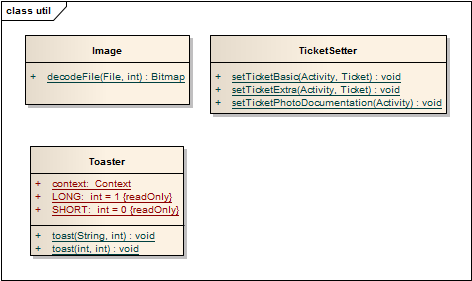 class util
Image
+ decodeFile(File, int) : Bitmap
TicketSetter
+ setTicketBasic(Activity, Ticket) : void
+ setTicketExtra(Activity, Ticket) : void
+ setTicketPhotoDocumentation(Activity) : void
Toaster
+ context: Context
+ LONG: int = 1 {readOnly}
+ SHORT: int = 0 {readOnly}
+ toast(String, int) : void
+ toast(int, int) : void